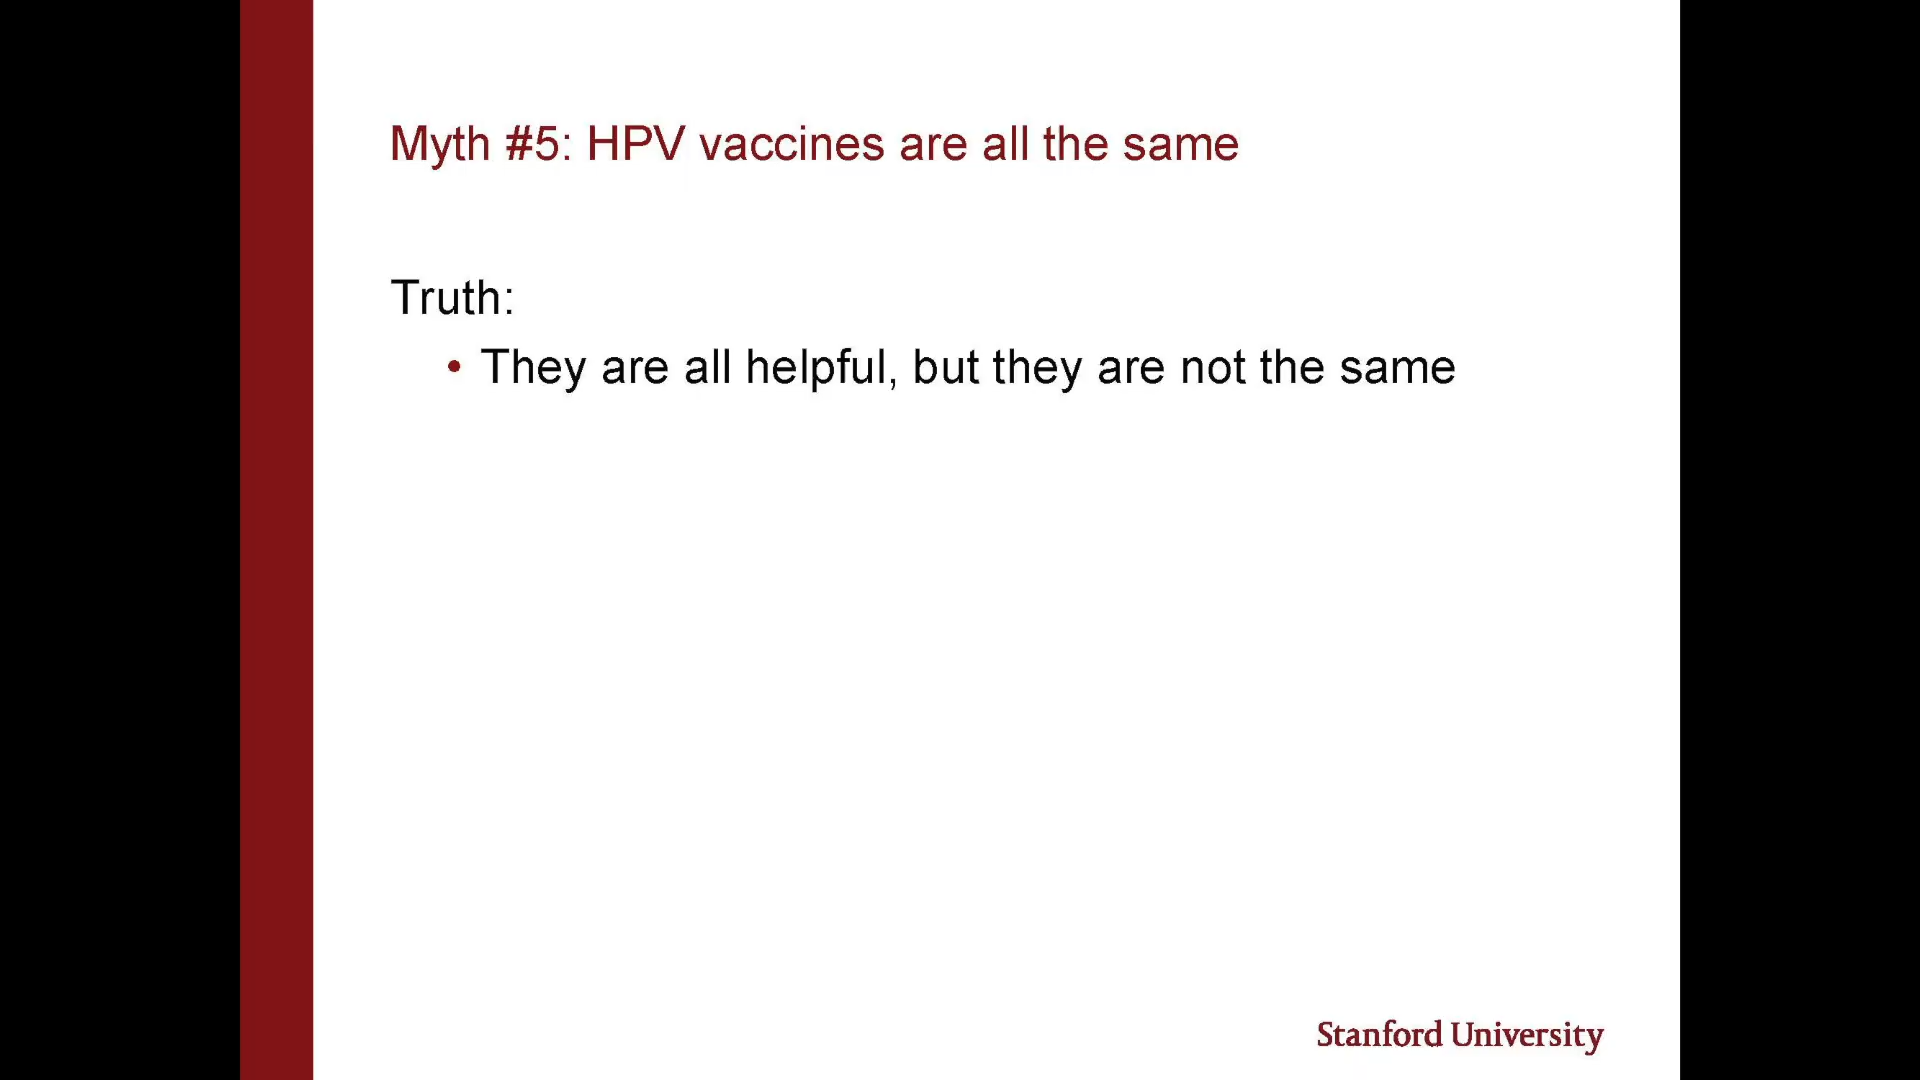 Myth #5: HPV vaccines are all the same
Truth:
• They are all helpful, but they are not the same
Stanford University